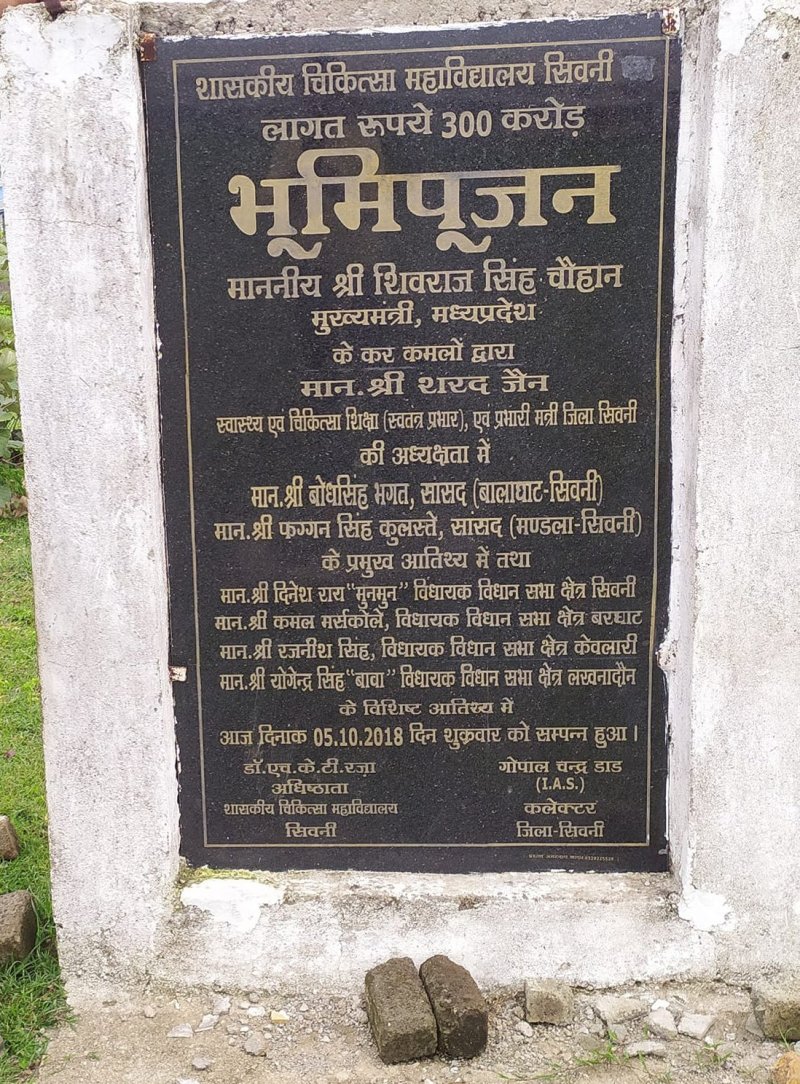 शासकीय चिकित्सा महाविद्यालय सिवनी
लागत रुपये 300 करोड़
भूमिपूजन
माननीय श्री शिवराज सिंह चौहान
मुख्यमंत्री, मध्यप्रदेश
के कर कमलों द्वारा
मान.श्री शरद जैन
स्वास्थ्य एवं चिकित्सा शिक्षा (स्वतंत्र प्रभार), एवं प्रभारी मंत्री जिला सिवनी
की अध्यक्षता में
मान.श्री बोधसिंह भगत, सांसद (बालाघाट-सिवनी)
मान.श्री फग्गन सिंह कुलस्ते, सांसद (मण्डला-सिवनी)
के प्रमुख आतिथ्य में तथा
मान.श्री दिनेश राय "मुनमुन" विधायक विधान सभा क्षेत्र सिवनी
मान.श्री कमल मर्सकोले, विधायक विधान सभा क्षेत्र बरघाट
मान.श्री रजनीश सिंह, विधायक विधान सभा क्षेत्र केवलारी
मान.श्री योगेन्द्र सिंह "बाबा" विधायक विधान सभा क्षेत्र लखनादौन
के विशिष्ट आतिथ्य में
आज दिनांक 05.10.2018 दिन शुक्रवार को सम्पन्न हुआ।
डॉ.एच.के.टी.रज़ा गोपाल चन्द्र डाड
अधिष्ठाता (I.A.S.)
शासकीय चिकित्सा महाविद्यालय कलेक्टर
सिवनी जिला-सिवनी